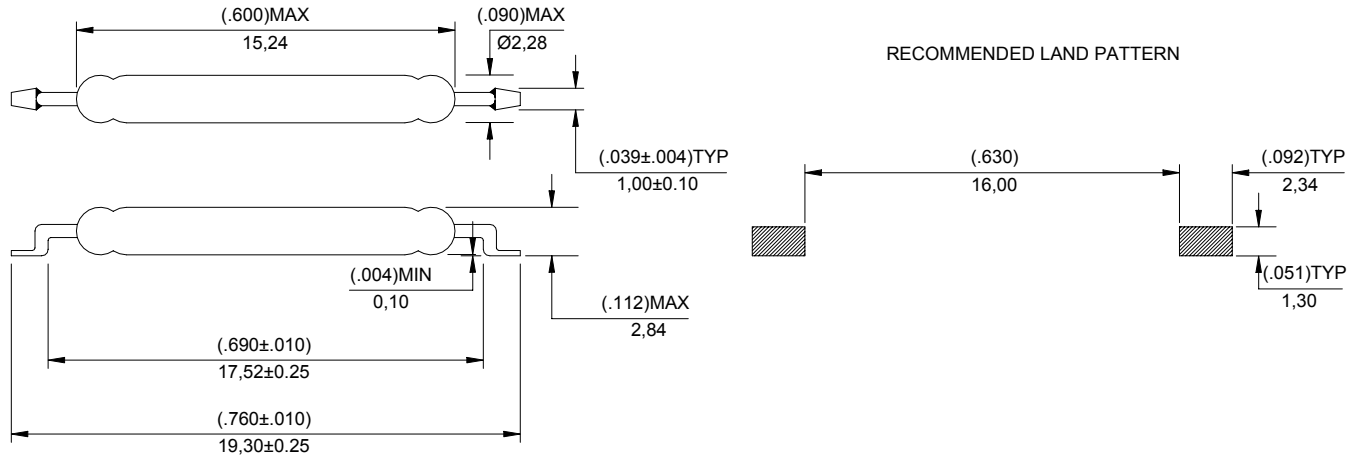 (.600)MAX
15,24
(.090)MAX
Ø2,28
RECOMMENDED LAND PATTERN
(.039±.004)TYP
1,00±0.10
(.630)
16,00
(.092)TYP
2,34
(.004)MIN
0,10
(.112)MAX
2,84
(.051)TYP
1,30
(.690±.010)
17,52±0.25
(.760±.010)
19,30±0.25